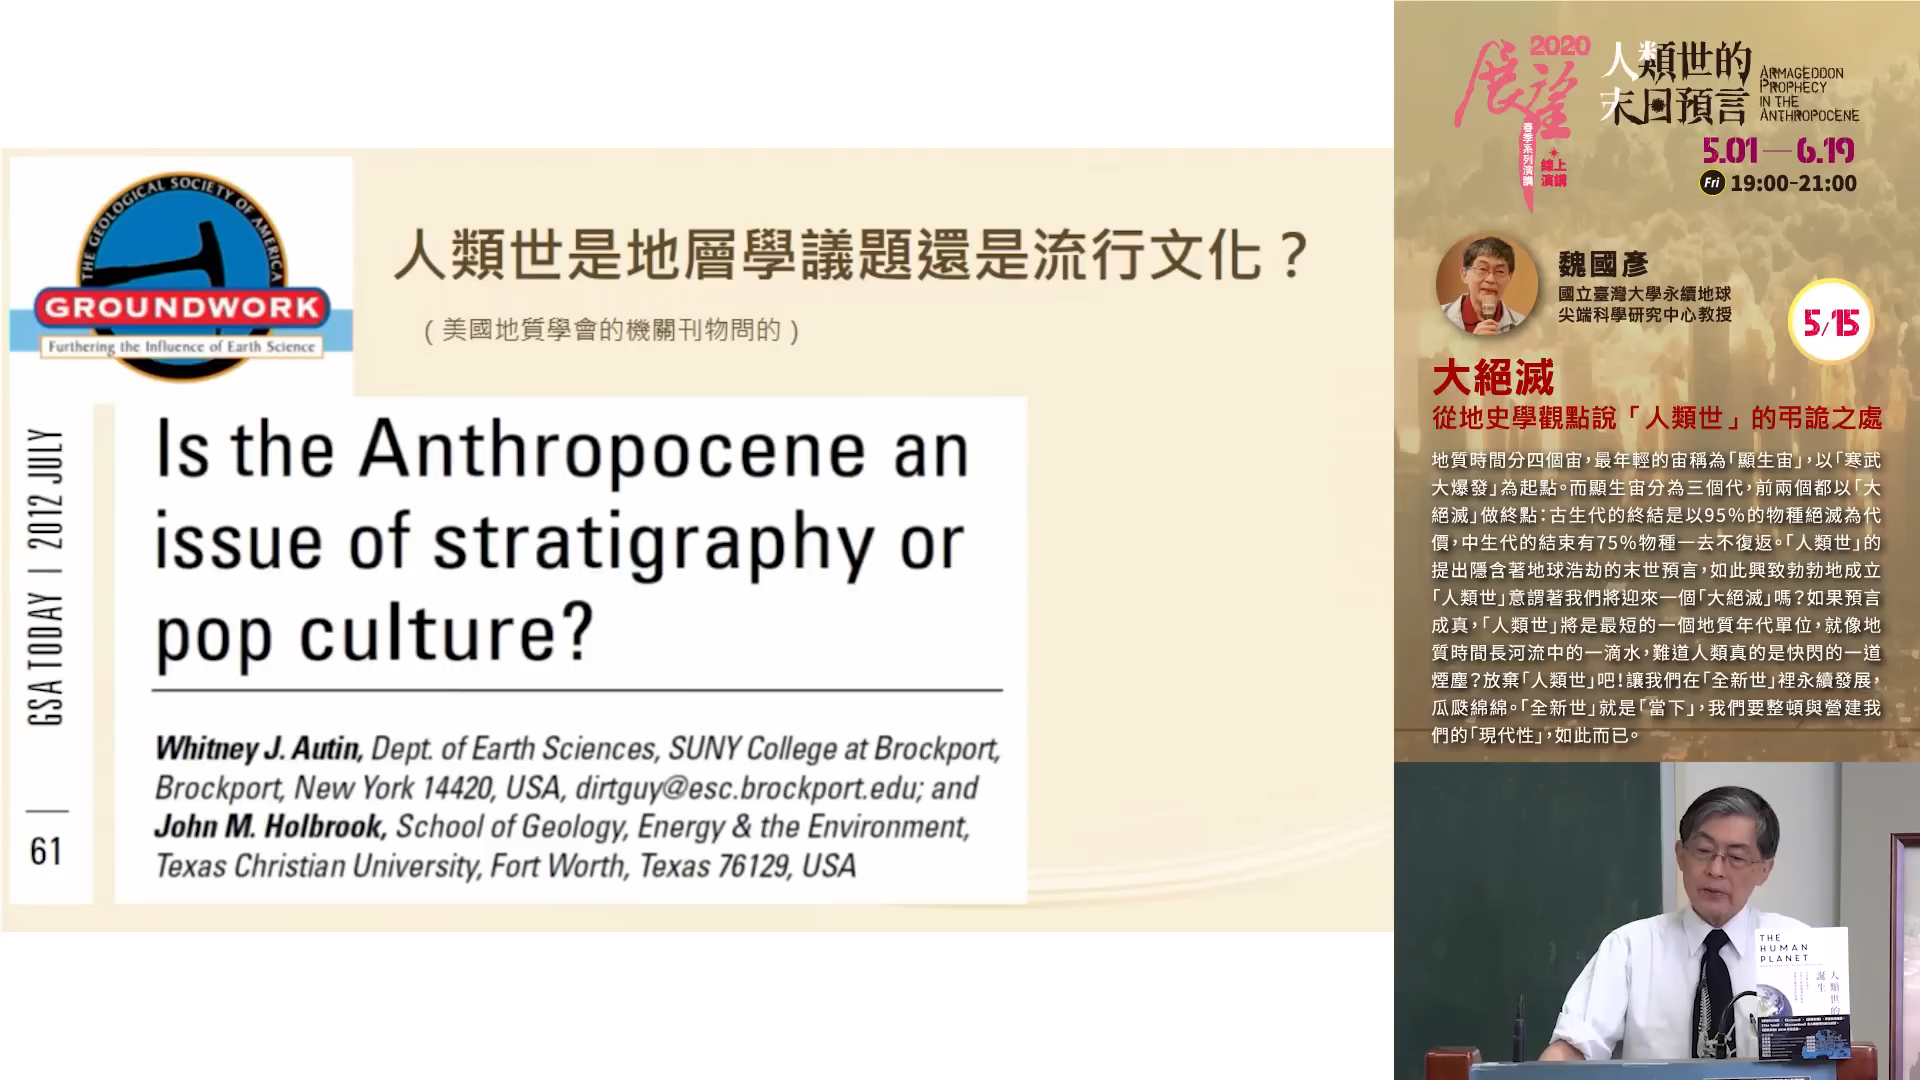 THE GEOLOGICAL SOCIETY OF AMERICA
GROUNDWORK
Furthering the Influence of Earth Science
人類世是地層學議題還是流行文化？
（美國地質學會的機關刊物問的）
GSA TODAY | 2012 JULY
61
Is the Anthropocene an
issue of stratigraphy or
pop culture?
Whitney J. Autin, Dept. of Earth Sciences, SUNY College at Brockport,
Brockport, New York 14420, USA, dirtguy@esc.brockport.edu; and
John M. Holbrook, School of Geology, Energy & the Environment,
Texas Christian University, Fort Worth, Texas 76129, USA
2020
展望
春季系列演講
線上
演講
人類世的
末日預言
ARMAGEDDON
PROPHECY
IN THE
ANTHROPOCENE
5.01—6.19
Fri 19:00-21:00
魏國彥
國立臺灣大學永續地球
尖端科學研究中心教授
5/15
大絕滅
從地史學觀點說「人類世」的弔詭之處
地質時間分四個宙，最年輕的宙稱為「顯生宙」，以「寒武
大爆發」為起點。而顯生宙分為三個代，前兩個都以「大
絕滅」做終點：古生代的終結是以95%的物種絕滅為代
價，中生代的結束有75%物種一去不復返。「人類世」的
提出隱含著地球浩劫的末世預言，如此興致勃勃地成立
「人類世」意謂著我們將迎來一個「大絕滅」嗎？如果預言
成真，「人類世」將是最短的一個地質年代單位，就像地
質時間長河流中的一滴水，難道人類真的是快閃的一道
煙塵？放棄「人類世」吧！讓我們在「全新世」裡永續發展，
瓜瓞綿綿。「全新世」就是「當下」，我們要整頓與營建我
們的「現代性」，如此而已。
THE
HUMAN
PLANET
人類世的
誕生